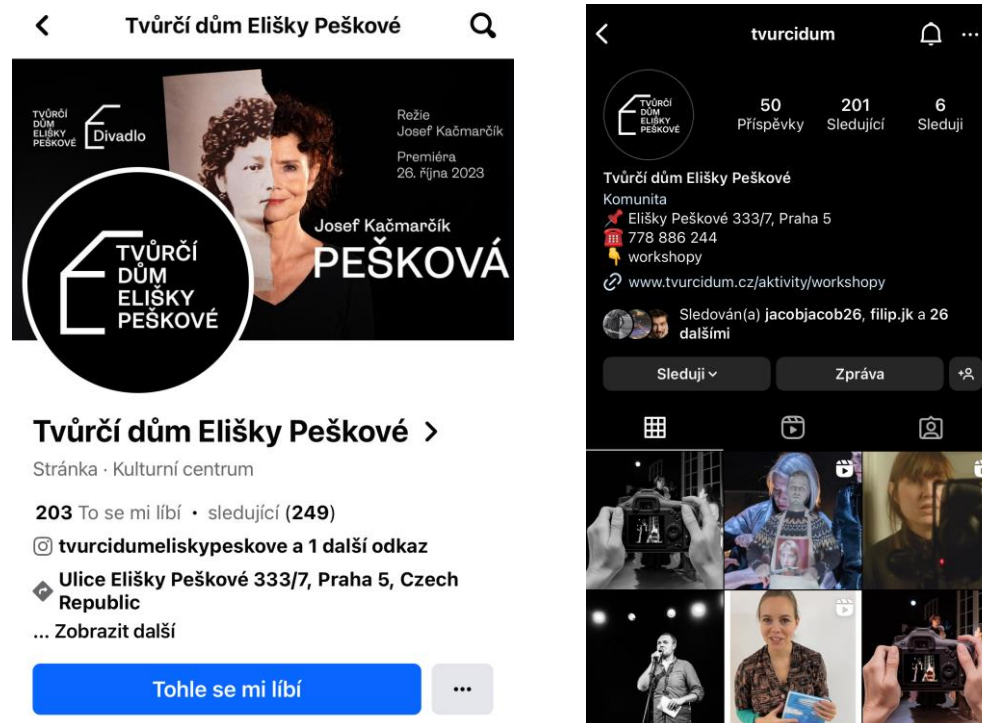 Tvůrčí dům Elišky Peškové
TVŮRČÍ
DŮM
ELIŠKY
PEŠKOVÉ
Divadlo
Režie
Josef Kačmarčík
Premiéra
26. října 2023
Josef Kačmarčík
PEŠKOVÁ
TVŮRČÍ
DŮM
ELIŠKY
PEŠKOVÉ
Tvůrčí dům Elišky Peškové
Stránka · Kulturní centrum
203 To se mi líbí • sledující (249)
tvurcidumeliskypeskove a 1 další odkaz
Ulice Elišky Peškové 333/7, Praha 5, Czech
Republic
... Zobrazit další
Tohle se mi líbí
tvurcidum
TVŮRČÍ
DŮM
ELIŠKY
PEŠKOVÉ
50 201 6
Příspěvky Sledující Sleduji
Tvůrčí dům Elišky Peškové
Komunita
Elišky Peškové 333/7, Praha 5
778 886 244
workshopy
www.tvurcidum.cz/aktivity/workshopy
Sledován(a) jacobjacob26, filip.jk a 26
dalšími
Sleduji
Zpráva